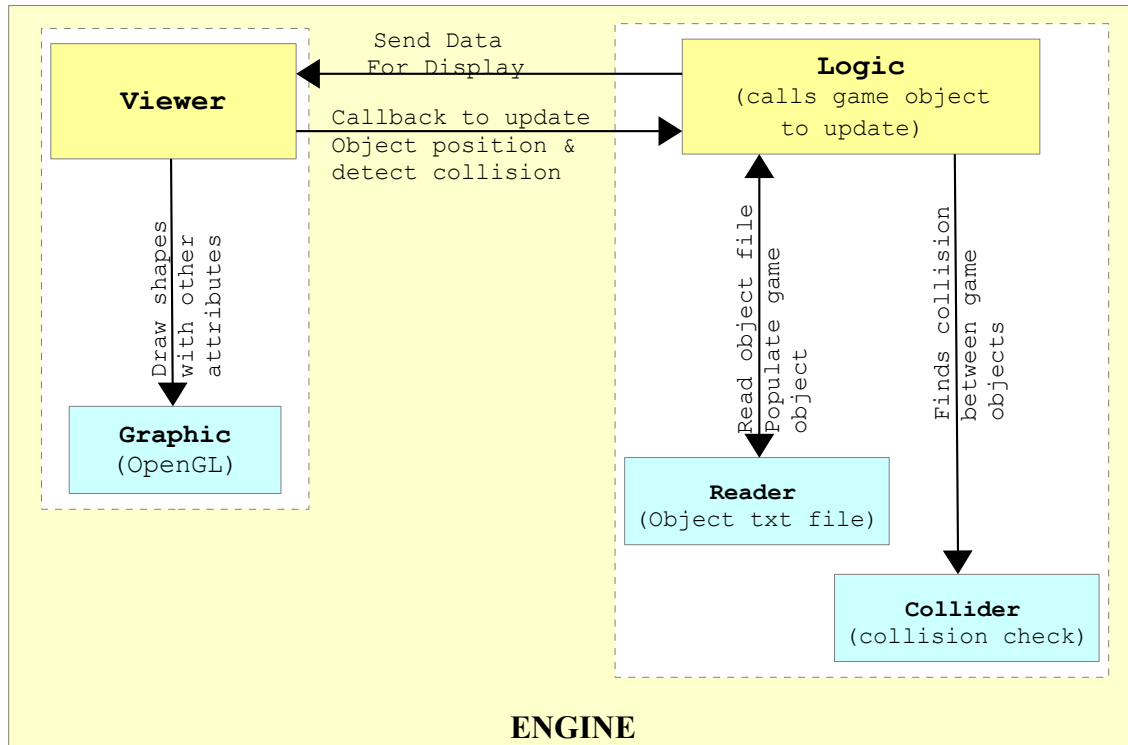 Send Data
For Display
Viewer
Logic
(calls game object
to update)
Callback to update
Object position &
detect collision
Draw shapes
with other
attributes
Read object file
Populate game
object
Finds collision
between game
objects
Graphic
(OpenGL)
Reader
(Object txt file)
Collider
(collision check)
ENGINE